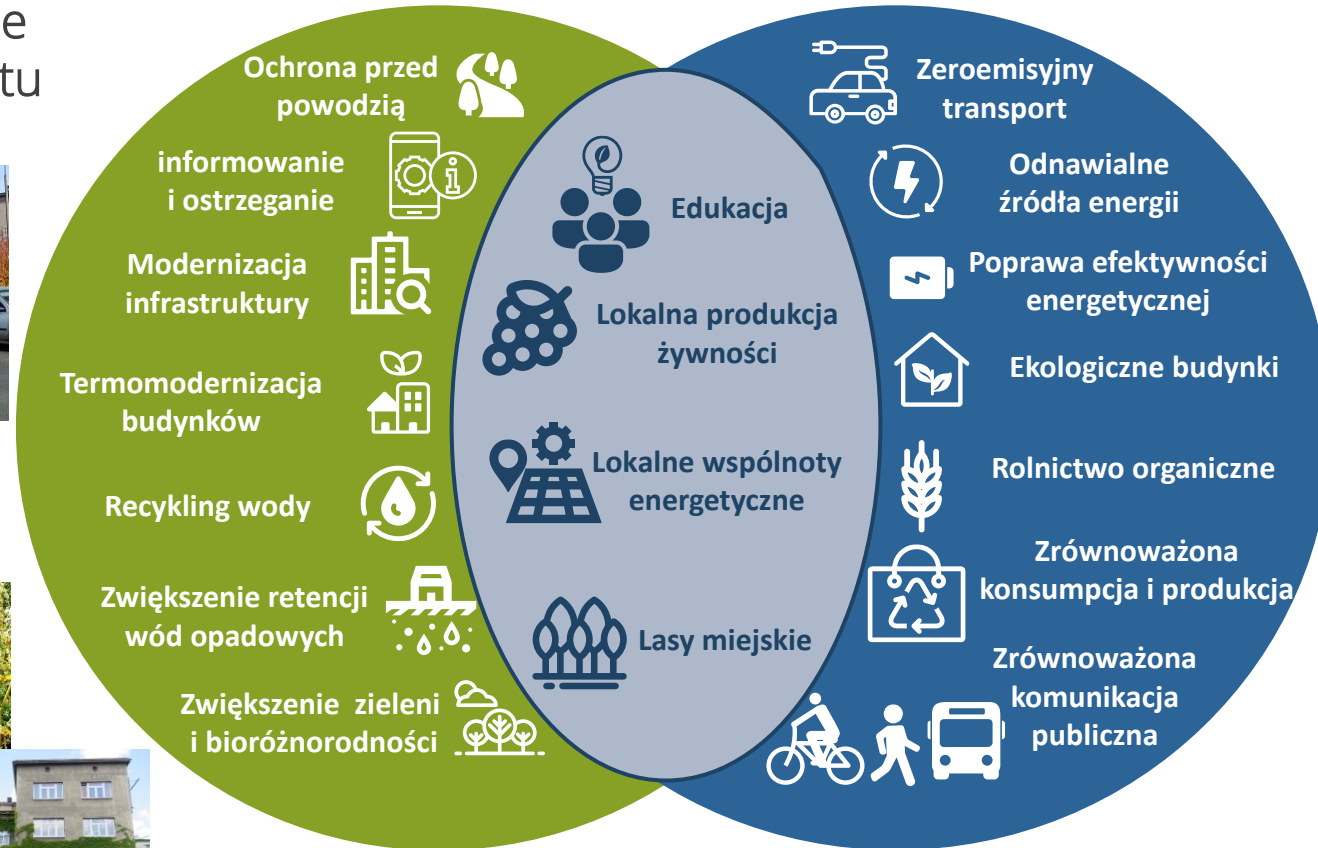 e
tu
Ochrona przed
powodzią
informowanie
i ostrzeganie
Modernizacja
infrastruktury
Termomodernizacja
budynków
Recykling wody
Zwiększenie retencji
wód opadowych
Zwiększenie zieleni
i bioróżnorodności
Edukacja
Lokalna produkcja
żywności
Lokalne wspólnoty
energetyczne
Lasy miejskie
Zeroemisyjny
transport
Odnawialne
źródła energii
Poprawa efektywności
energetycznej
Ekologiczne budynki
Rolnictwo organiczne
Zrównoważona
konsumpcja i produkcja
Zrównoważona
komunikacja
publiczna